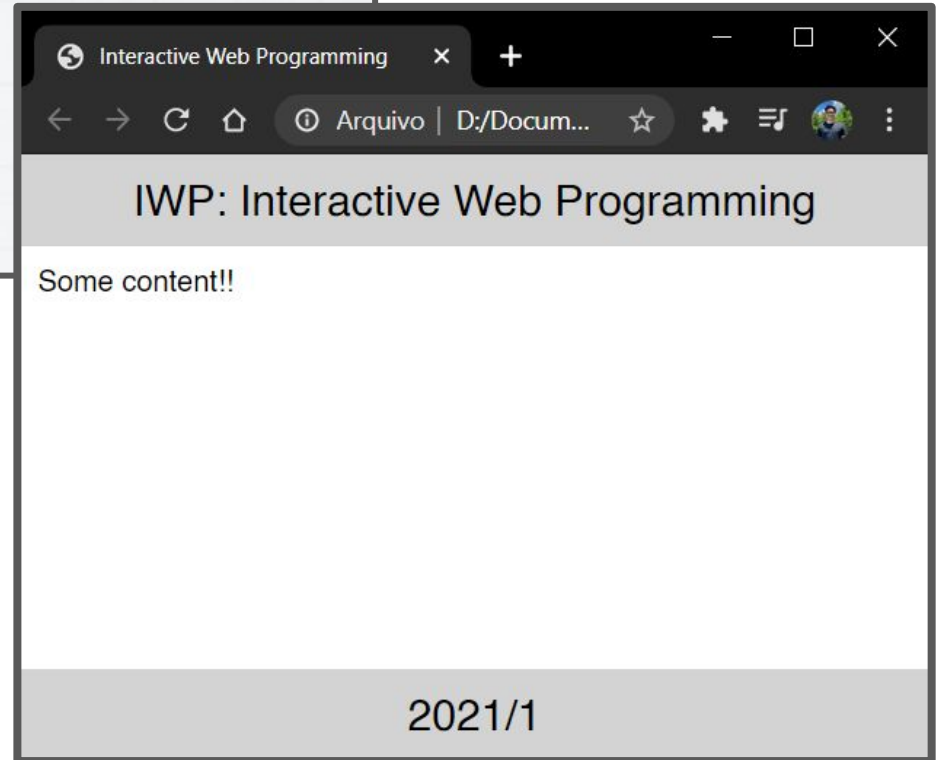 Interactive Web Programming
Arquivo | D:/Docum...
IWP: Interactive Web Programming
Some content!!
2021/1